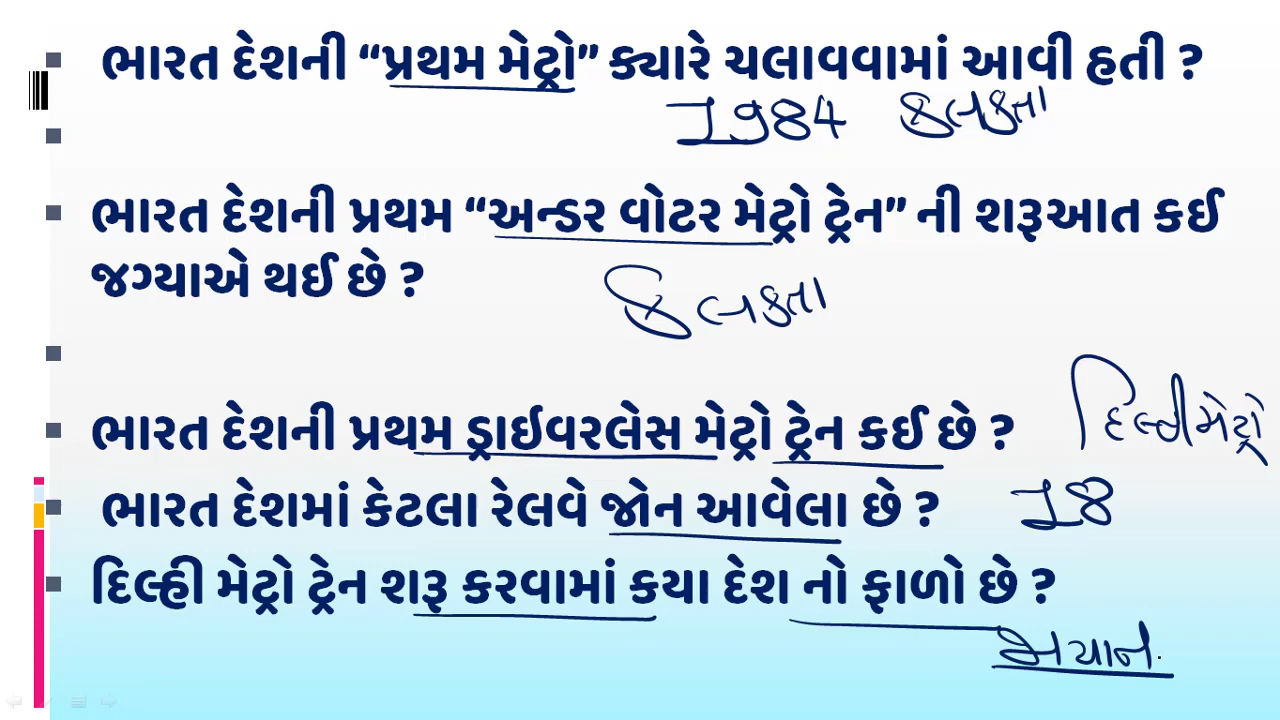 ભારત દેશની “પ્રથમ મેટ્રો” ક્યારે ચલાવવામાં આવી હતી ?
1984 કલકતા
ભારત દેશની પ્રથમ “અન્ડર વોટર મેટ્રો ટ્રેન” ની શરૂઆત કઈ
જગ્યાએ થઈ છે ?
કલકતા
ભારત દેશની પ્રથમ ડ્રાઇવરલેસ મેટ્રો ટ્રેન કઈ છે ?
દિલ્હી મેટ્રો
ભારત દેશમાં કેટલા રેલવે જોન આવેલા છે ?
18
દિલ્હી મેટ્રો ટ્રેન શરૂ કરવામાં કયા દેશ નો ફાળો છે ?